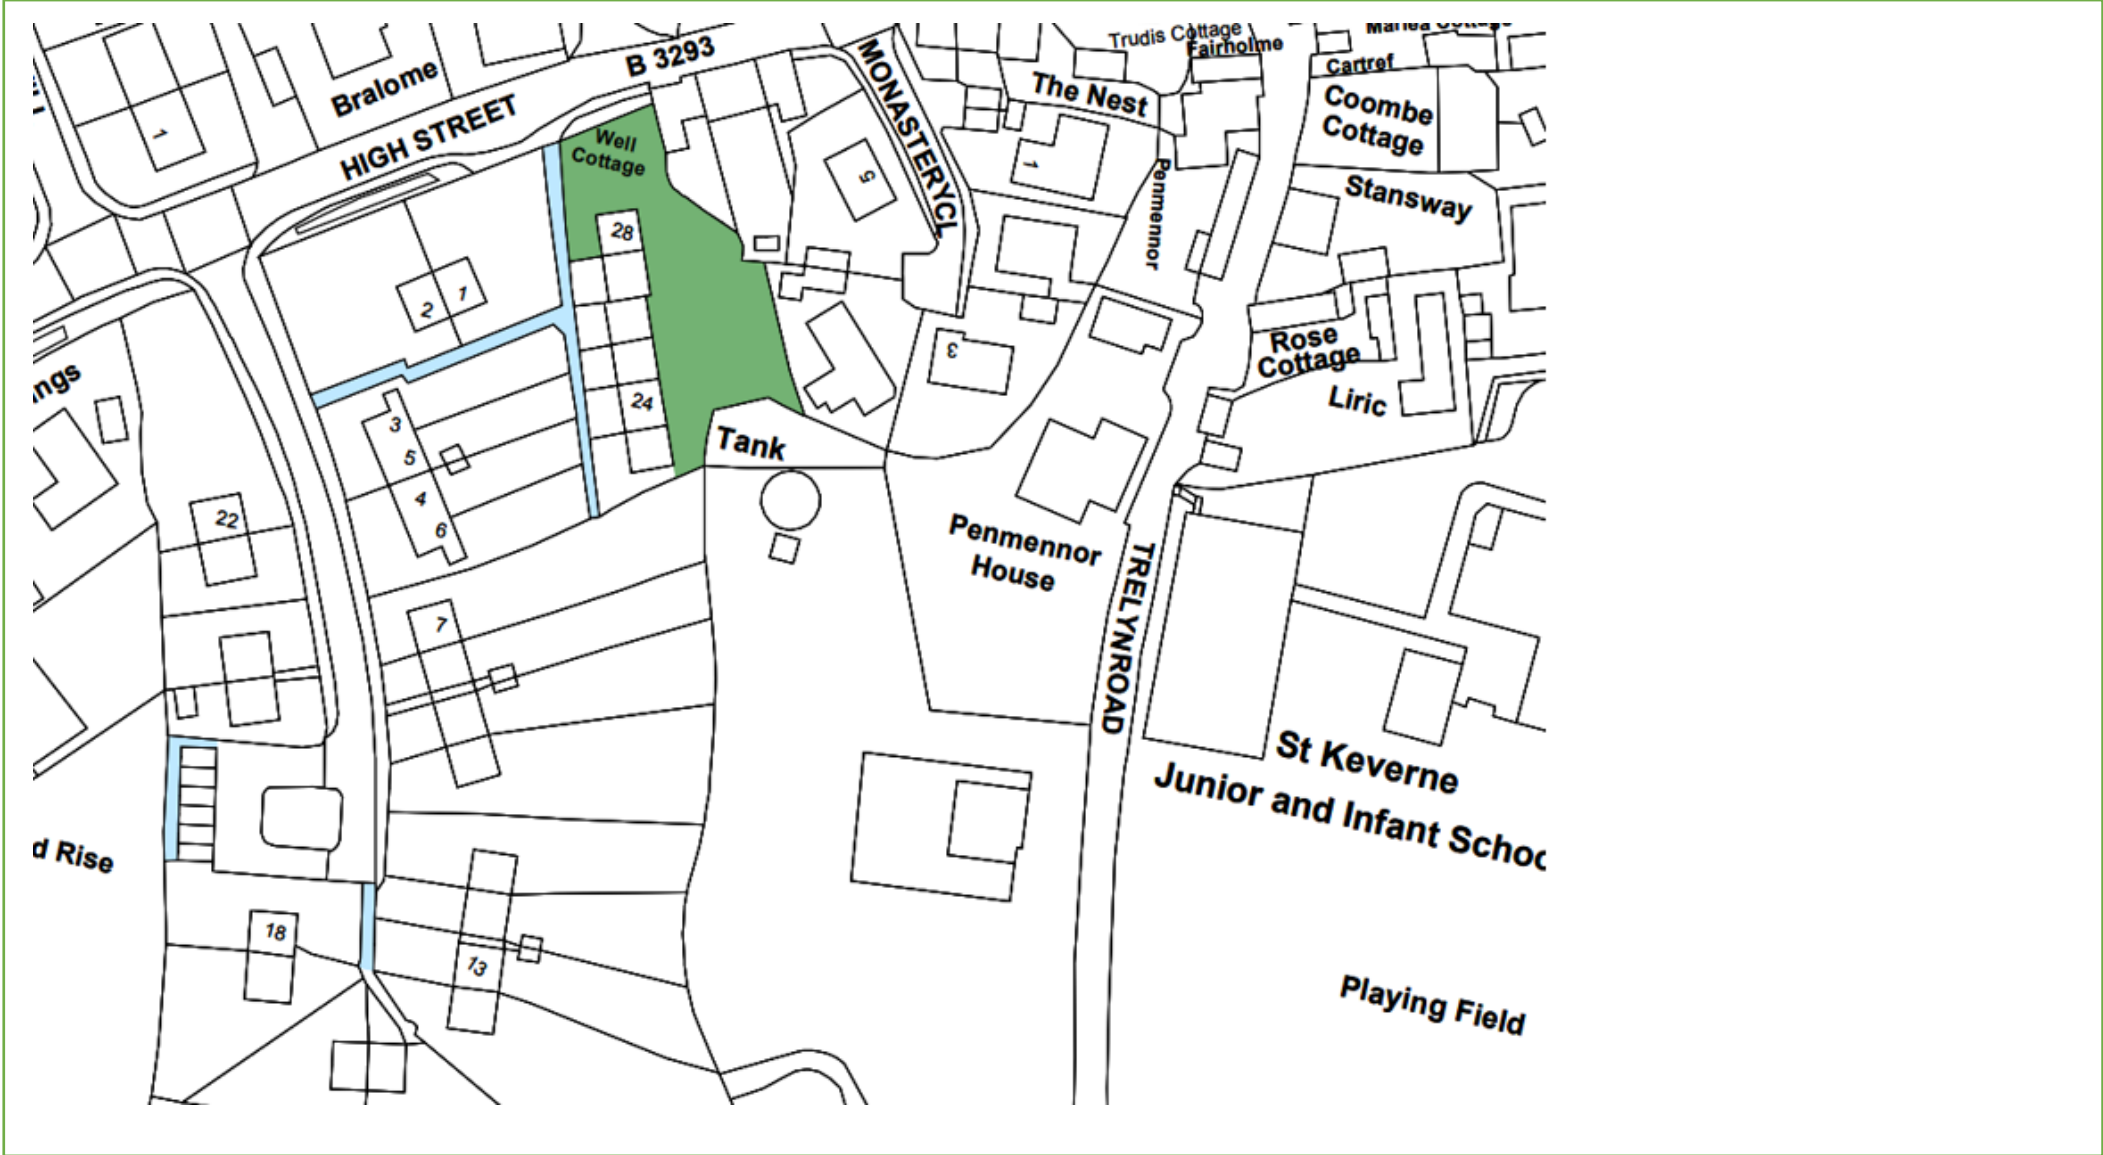 Trudis Cottage
Fairholme
Cartref
B 3293
Bralome
HIGH STREET
MONASTERYCL
The Nest
Coombe
Cottage
1
Well
Cottage
5
1
Penmennor
Stansway
28
2
1
3
Rose
Cottage
Liric
24
Tank
3
5
4
6
22
Penmennor
House
TRELYNROAD
7
St Keverne
Junior and Infant Schoo
d Rise
18
13
Playing Field
ings